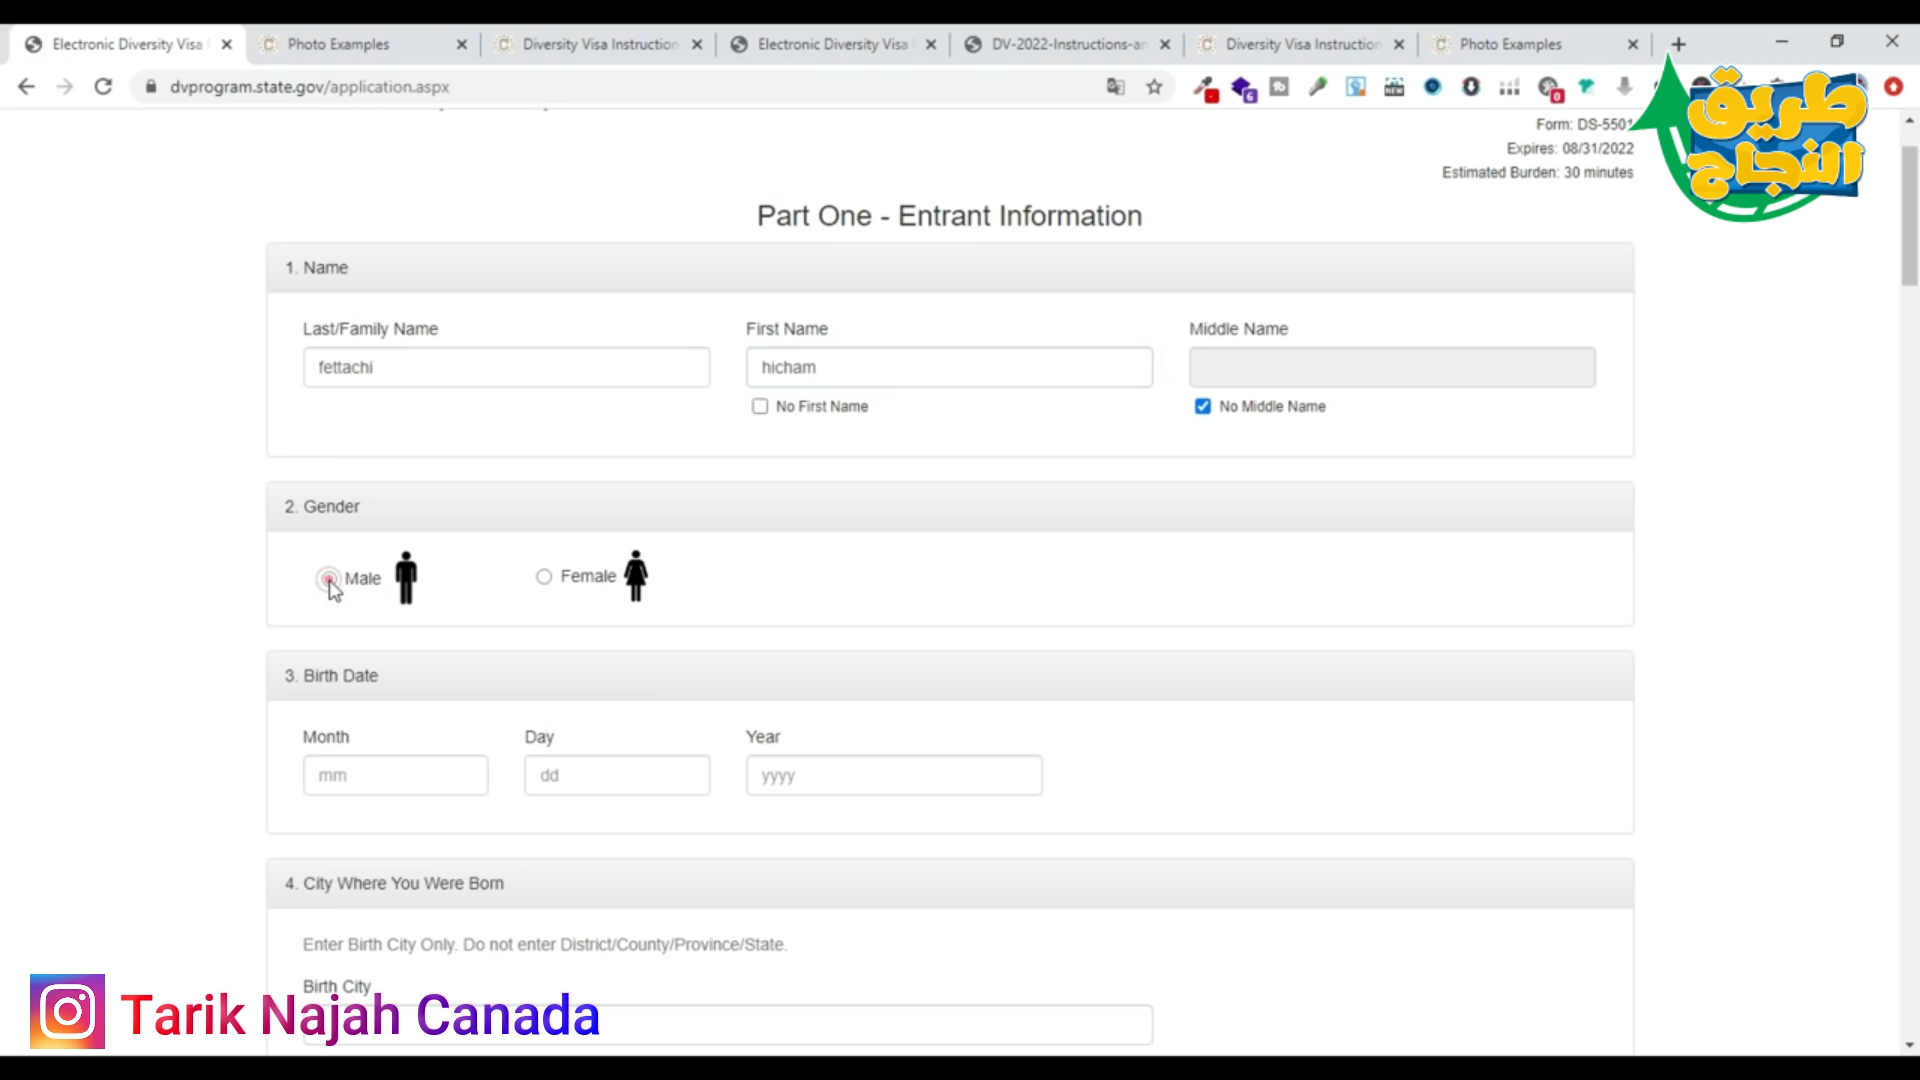 Electronic Diversity Visa
Photo Examples
Diversity Visa Instruction
Electronic Diversity Visa
DV-2022-Instructions-an
Diversity Visa Instruction
Photo Examples
dvprogram.state.gov/application.aspx
NEW
6
0
طريق
النجاح
Form: DS-5501
Expires: 08/31/2022
Estimated Burden: 30 minutes
Part One - Entrant Information
1. Name
Last/Family Name
First Name
Middle Name
fettachi
hicham
No First Name
No Middle Name
2. Gender
Male
Female
3. Birth Date
Month
Day
Year
mm
dd
yyyy
4. City Where You Were Born
Enter Birth City Only. Do not enter District/County/Province/State.
Birth City
Tarik Najah Canada